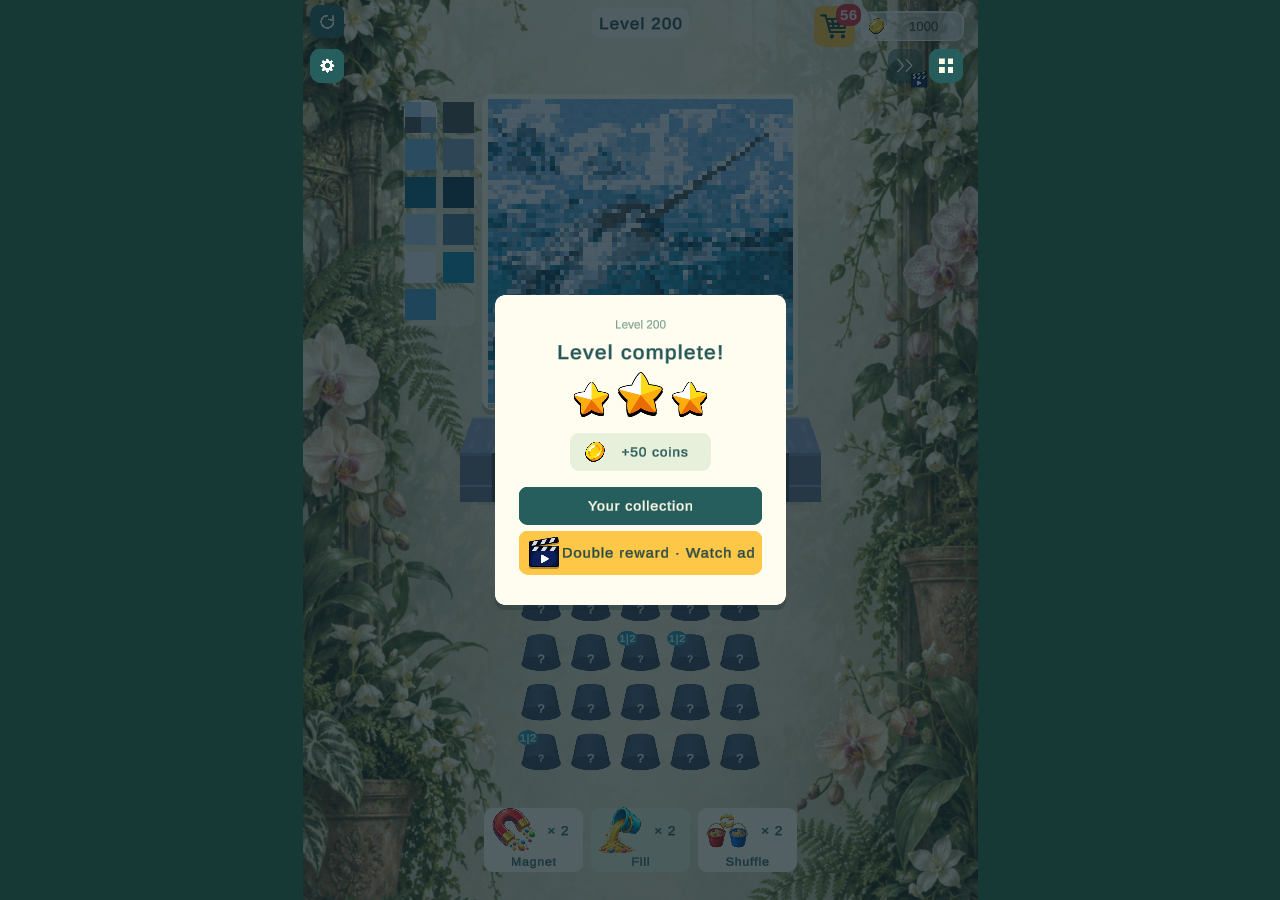 Level 200
56
1000
Level 200
Level complete!
+50 coins
Your collection
Double reward · Watch ad
? ? ? ? ?
1|2 1|2
? ? ? ? ?
? ? ? ? ?
1|2
? ? ? ? ?
× 2 × 2 × 2
Magnet Fill Shuffle